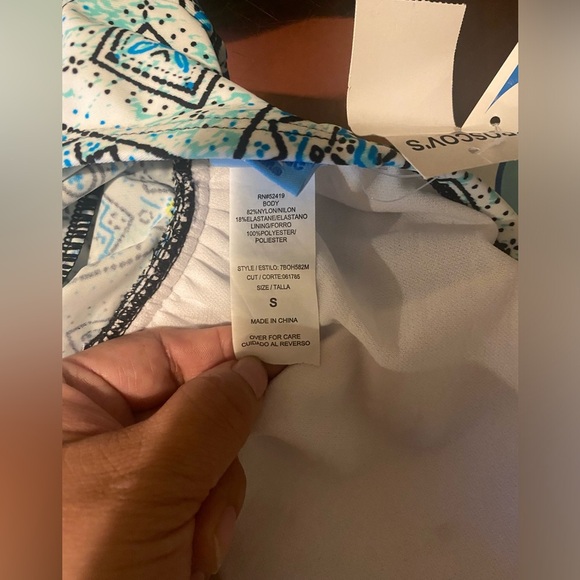 BOSCOV'S
RN#52419
BODY
82%NYLON/NILON
18%ELASTANE/ELASTANO
LINING/FORRO
100%POLYESTER/
POLIESTER
STYLE / ESTILO: 7BOH582M
CUT / CORTE:061765
SIZE / TALLA
S
MADE IN CHINA
OVER FOR CARE
CUIDADO AL REVERSO